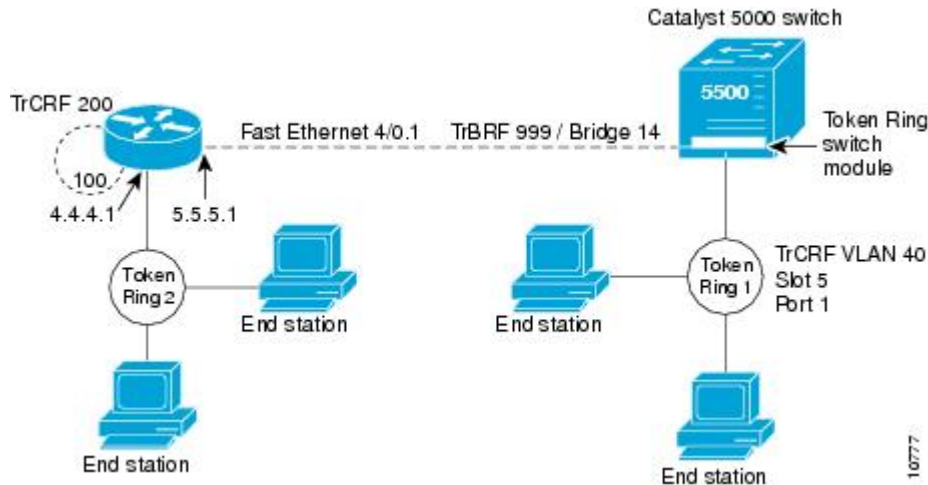 Catalyst 5000 switch
TrCRF 200
5500
Fast Ethernet 4/0.1
TrBRF 999 / Bridge 14
Token Ring
switch
module
100
4.4.4.1
5.5.5.1
Token
Ring 2
End station
End station
Token
Ring 1
TrCRF VLAN 40
Slot 5
Port 1
End station
End station
10777